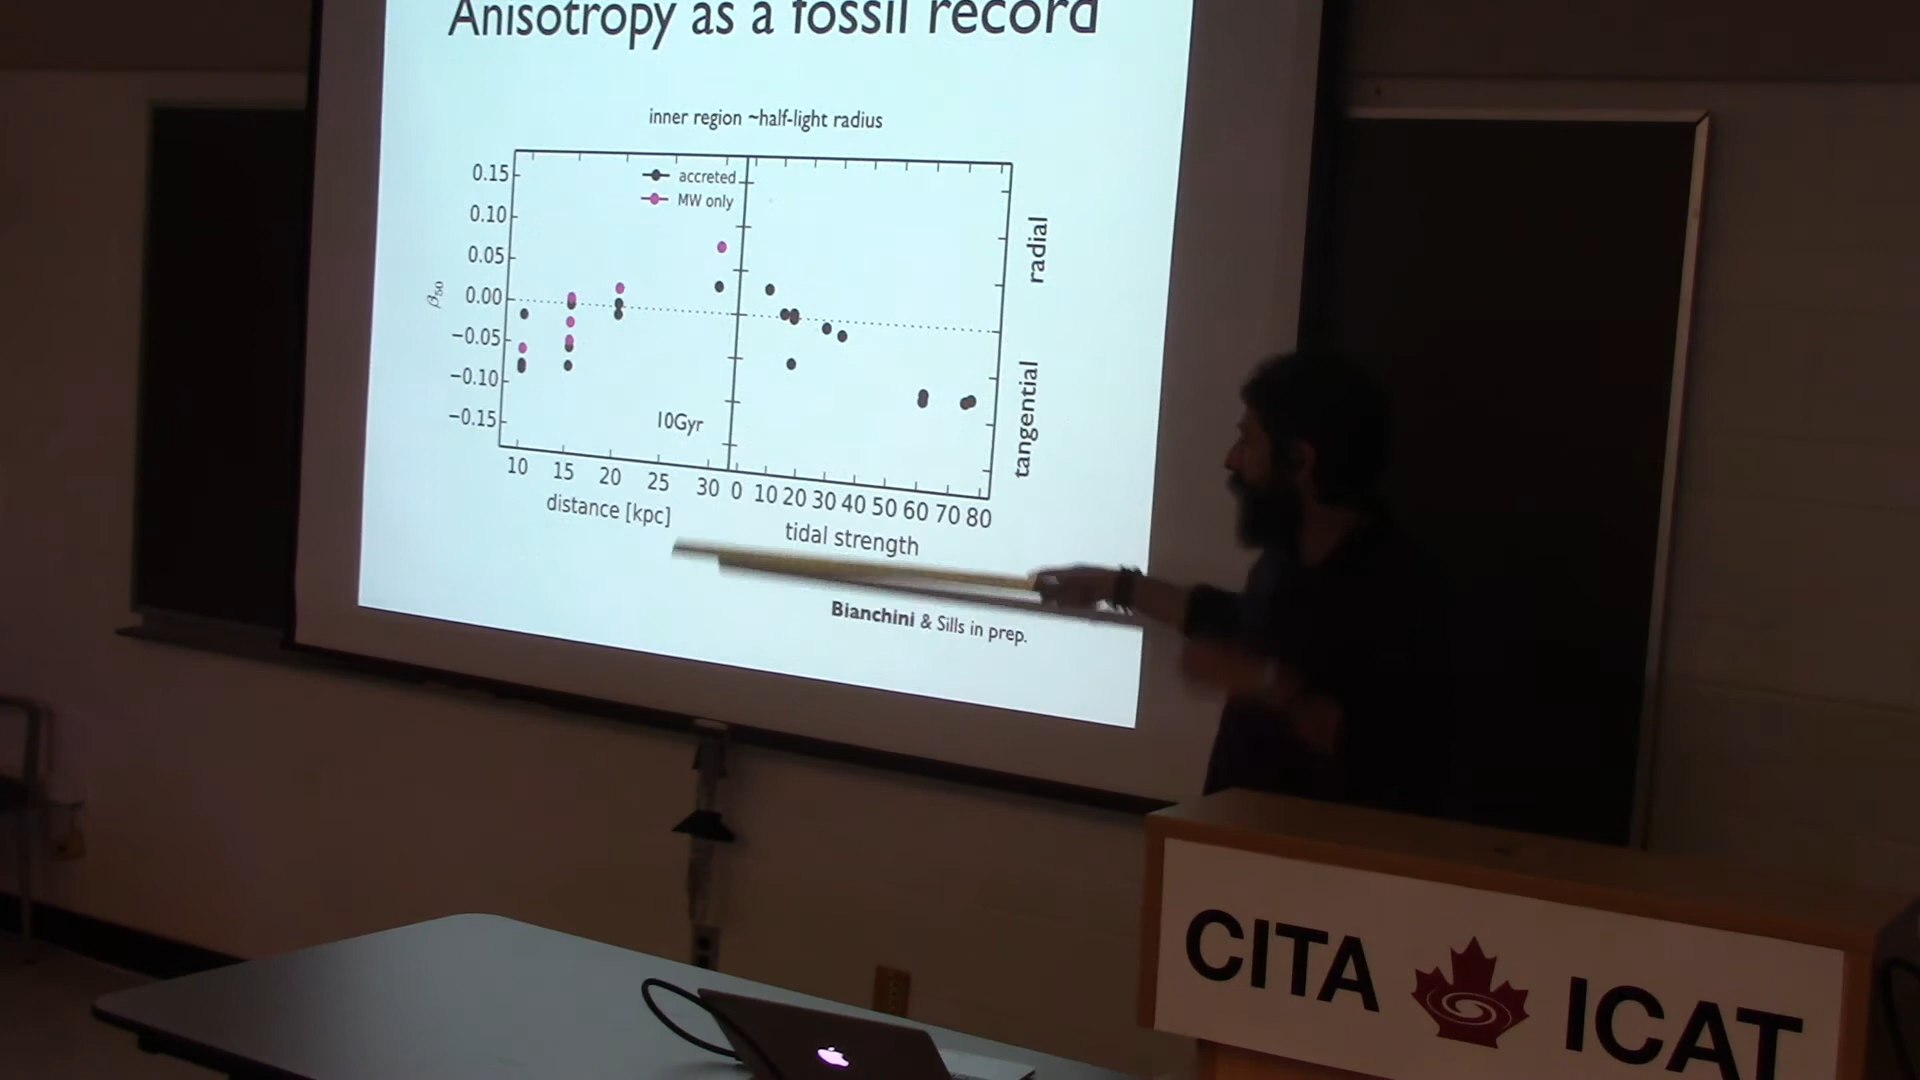 Anisotropy as a fossil record
inner region ~half-light radius
accreted
MW only
0.15
0.10
0.05
0.00
−0.05
−0.10
−0.15
β50
10Gyr
radial
tangential
10 15 20 25 30 0 10 20 30 40 50 60 70 80
distance [kpc]
tidal strength
Bianchini & Sills in prep.
CITA ICAT